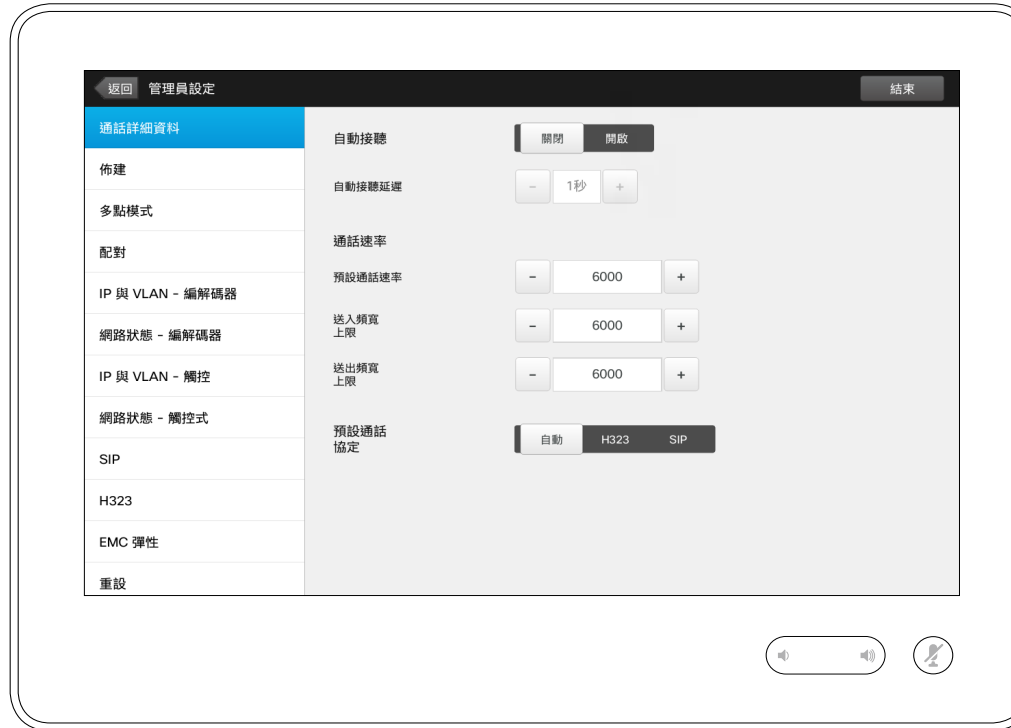 返回 管理員設定 結束
通話詳細資料
佈建
多點模式
配對
IP 與 VLAN - 編解碼器
網路狀態 - 編解碼器
IP 與 VLAN - 觸控
網路狀態 - 觸控式
SIP
H323
EMC 彈性
重設
自動接聽 關閉 開啟
自動接聽延遲 - 1秒 +
通話速率
預設通話速率 - 6000 +
送入頻寬
上限 - 6000 +
送出頻寬
上限 - 6000 +
預設通話
協定 自動 H323 SIP